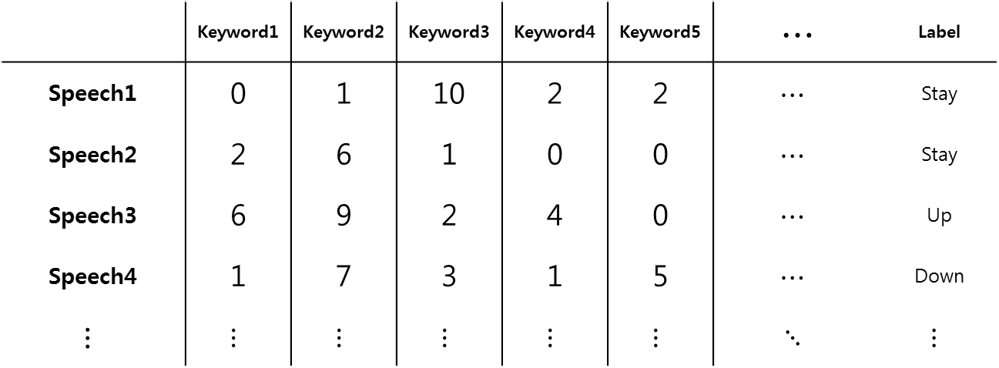 Keyword1 Keyword2 Keyword3 Keyword4 Keyword5 ... Label
Speech1 0 1 10 2 2 ... Stay
Speech2 2 6 1 0 0 ... Stay
Speech3 6 9 2 4 0 ... Up
Speech4 1 7 3 1 5 ... Down
⋮ ⋮ ⋮ ⋮ ⋮ ⋮ ⋱ ⋮